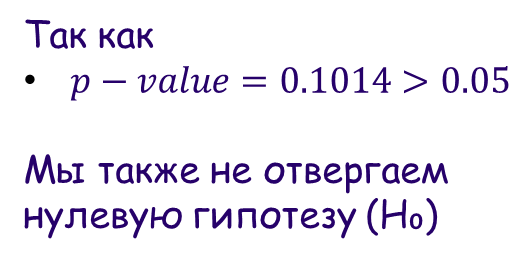 Так как
• p − value = 0.1014 > 0.05
Мы также не отвергаем
нулевую гипотезу (H₀)